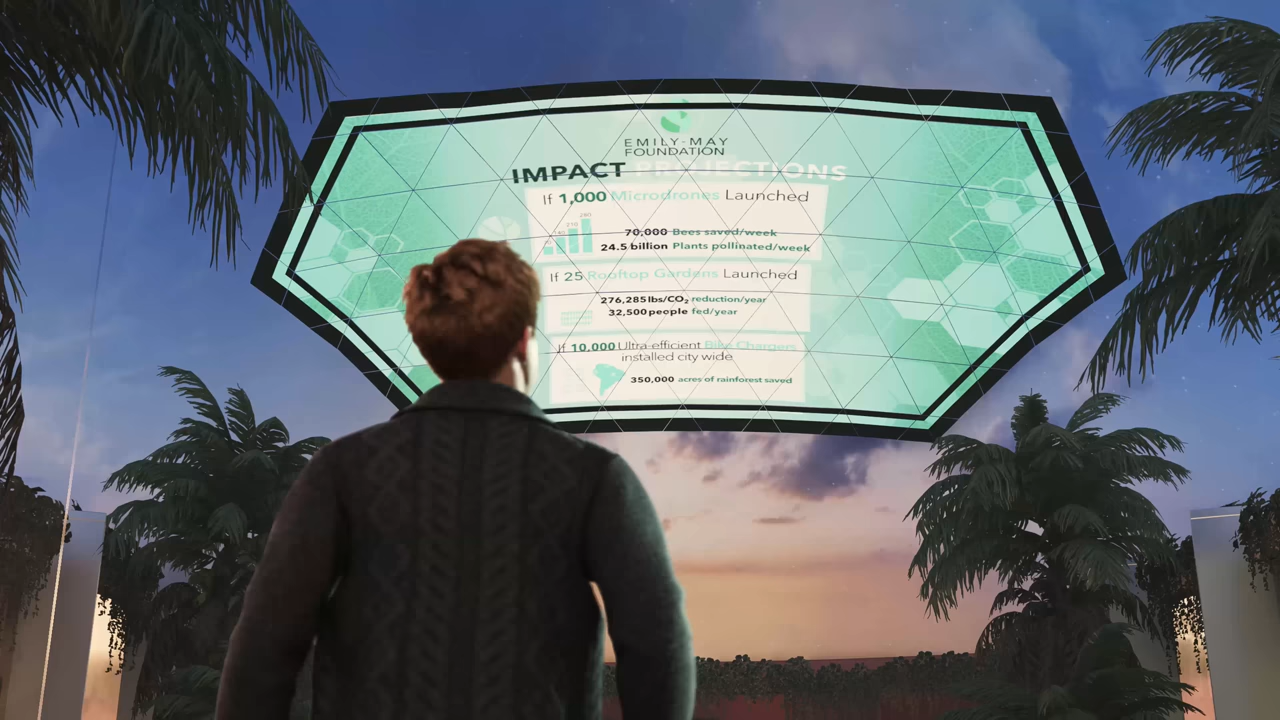 EMILY-MAY
FOUNDATION
IMPACT PROJECTIONS
If 1,000 Microdrones Launched
70,000 Bees saved/week
24.5 billion Plants pollinated/week
If 25 Rooftop Gardens Launched
276,285 lbs/CO₂ reduction/year
32,500 people fed/year
If 10,000 Ultra-efficient Bike Chargers
installed city wide
350,000 acres of rainforest saved